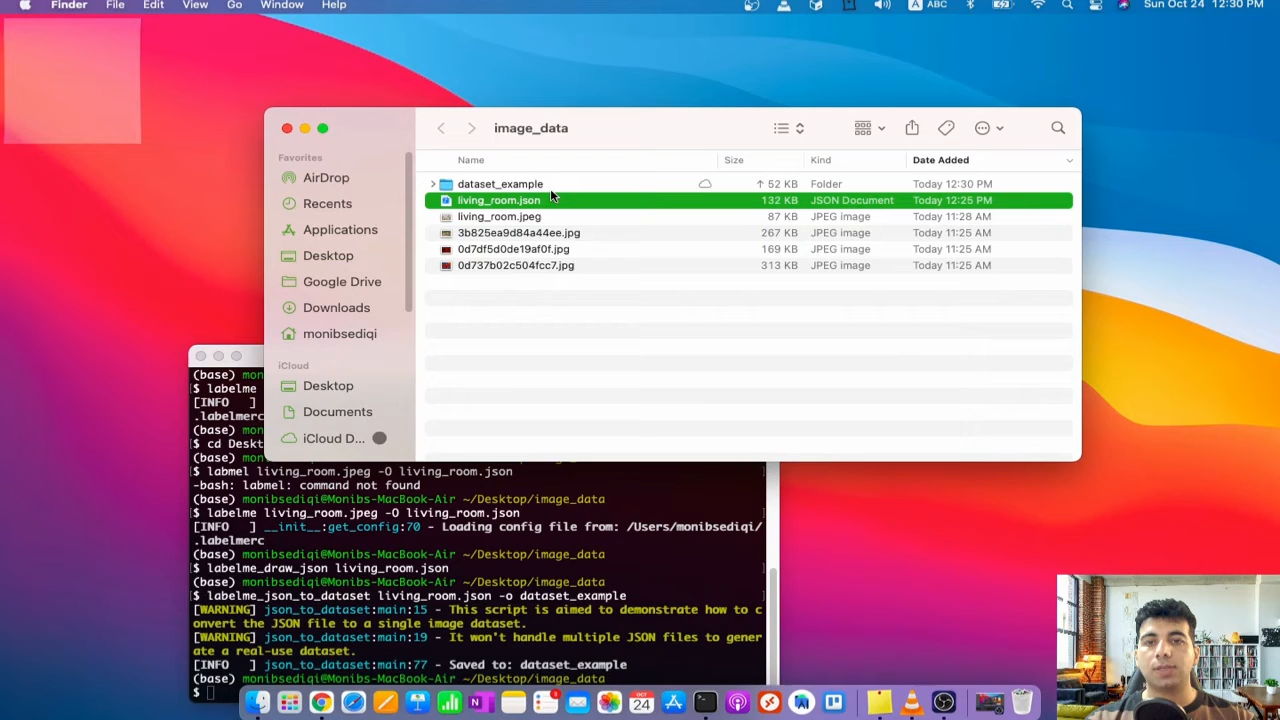 Finder File Edit View Go Window Help
A ABC
Sun Oct 24 12:30 PM
image_data
Favorites
AirDrop
Recents
Applications
Desktop
Google Drive
Downloads
monibsediqi
iCloud
Desktop
Documents
iCloud D...
Name Size Kind Date Added
dataset_example ↑ 52 KB Folder Today 12:30 PM
living_room.json 132 KB JSON Document Today 12:25 PM
living_room.jpeg 87 KB JPEG image Today 11:28 AM
3b825ea9d84a44ee.jpg 267 KB JPEG image Today 11:25 AM
0d7df5d0de19af0f.jpg 169 KB JPEG image Today 11:25 AM
0d737b02c504fcc7.jpg 313 KB JPEG image Today 11:25 AM
(base) mon
$ labelme
[INFO ]
.labelmerc
(base) mon
$ cd Deskt
$ labmel living_room.jpeg -O living_room.json
-bash: labmel: command not found
(base) monibsediqi@Monibs-MacBook-Air ~/Desktop/image_data
$ labelme living_room.jpeg -O living_room.json
[INFO ] __init__:get_config:70 - Loading config file from: /Users/monibsediqi/
.labelmerc
(base) monibsediqi@Monibs-MacBook-Air ~/Desktop/image_data
$ labelme_draw_json living_room.json
(base) monibsediqi@Monibs-MacBook-Air ~/Desktop/image_data
$ labelme_json_to_dataset living_room.json -o dataset_example
[WARNING] json_to_dataset:main:15 - This script is aimed to demonstrate how to c
onvert the JSON file to a single image dataset.
[WARNING] json_to_dataset:main:19 - It won't handle multiple JSON files to gener
ate a real-use dataset.
[INFO ] json_to_dataset:main:77 - Saved to: dataset_example
(base) monibsediqi@Monibs-MacBook-Air ~/Desktop/image_data
$
OCT
24